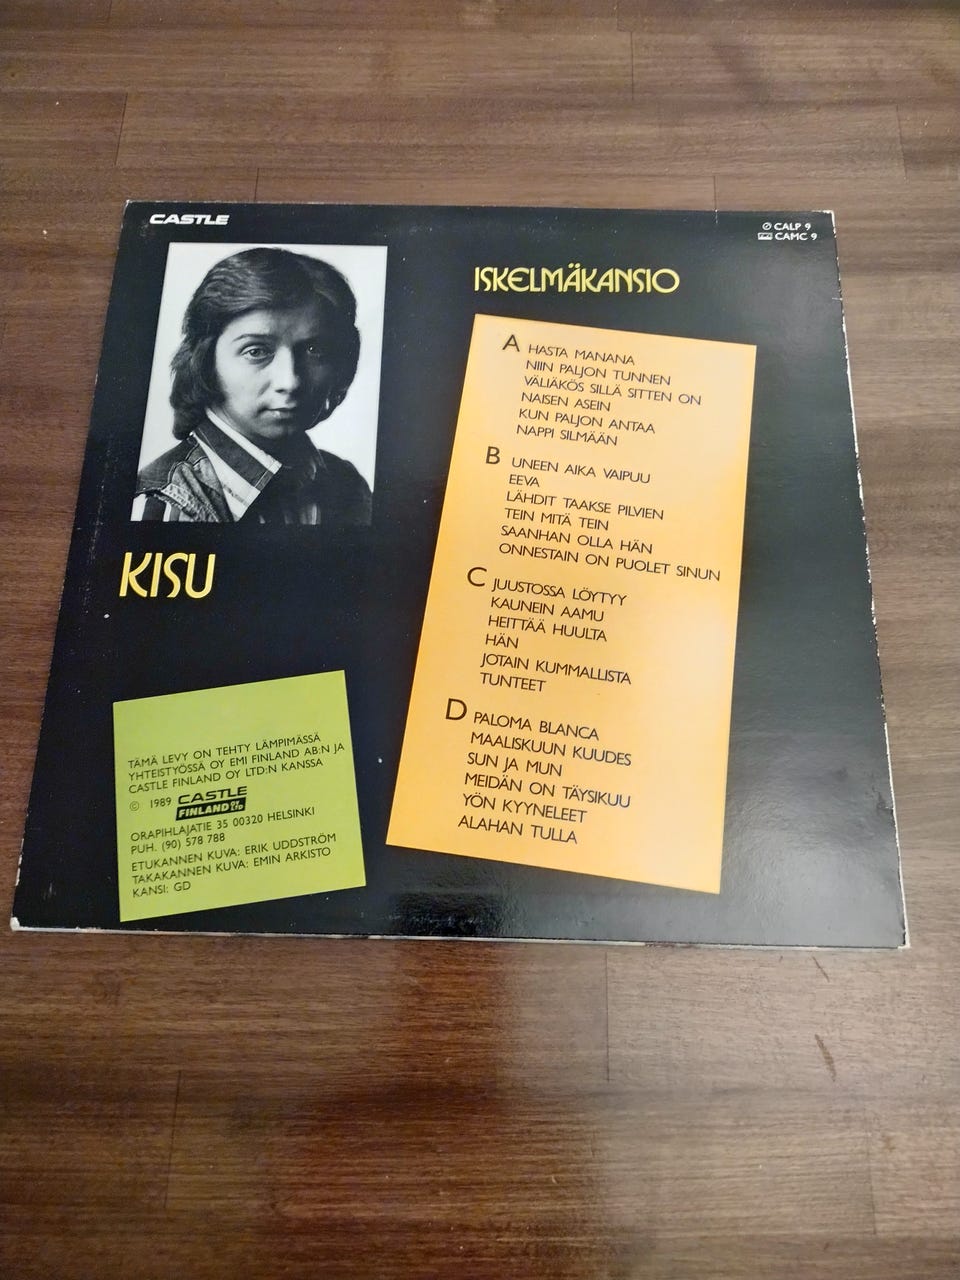 CASTLE
CALP 9
CAMC 9
ISKELMÄKANSIO
A HASTA MANANA
NIIN PALJON TUNNEN
VÄLIÄKÖS SILLÄ SITTEN ON
NAISEN ASEIN
KUN PALJON ANTAA
NAPPI SILMÄÄN
B UNEEN AIKA VAIPUU
EEVA
LÄHDIT TAAKSE PILVIEN
TEIN MITÄ TEIN
SAANHAN OLLA HÄN
ONNESTAIN ON PUOLET SINUN
C JUUSTOSSA LÖYTYY
KAUNEIN AAMU
HEITTÄÄ HUULTA
HÄN
JOTAIN KUMMALLISTA
TUNTEET
D PALOMA BLANCA
MAALISKUUN KUUDES
SUN JA MUN
MEIDÄN ON TÄYSIKUU
YÖN KYYNELEET
ALAHAN TULLA
KISU
TÄMÄ LEVY ON TEHTY LÄMPIMÄSSÄ
YHTEISTYÖSSÄ OY EMI FINLAND AB:N JA
CASTLE FINLAND OY LTD:N KANSSA
© 1989 CASTLE
FINLAND OY LTD
ORAPIHLAJATIE 35 00320 HELSINKI
PUH. (90) 578 788
ETUKANNEN KUVA: ERIK UDDSTRÖM
TAKAKANNEN KUVA: EMIN ARKISTO
KANSI: GD